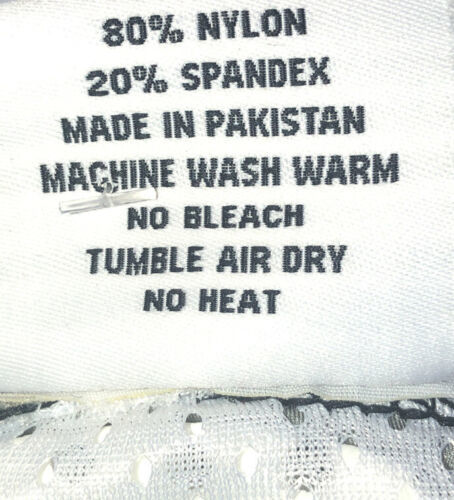 80% NYLON
20% SPANDEX
MADE IN PAKISTAN
MACHINE WASH WARM
NO BLEACH
TUMBLE AIR DRY
NO HEAT